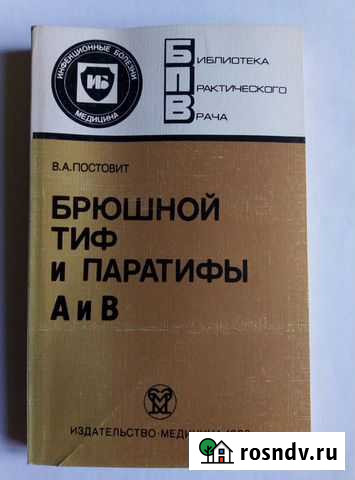 ИНФЕКЦИОННЫЕ БОЛЕЗНИ
ИБ
МЕДИЦИНА
БИБЛИОТЕКА
ПРАКТИЧЕСКОГО
ВРАЧА
В.А.ПОСТОВИТ
БРЮШНОЙ
ТИФ
И ПАРАТИФЫ
А и В
ИЗДАТЕЛЬСТВО·МЕДИЦИНА
rosndv.ru